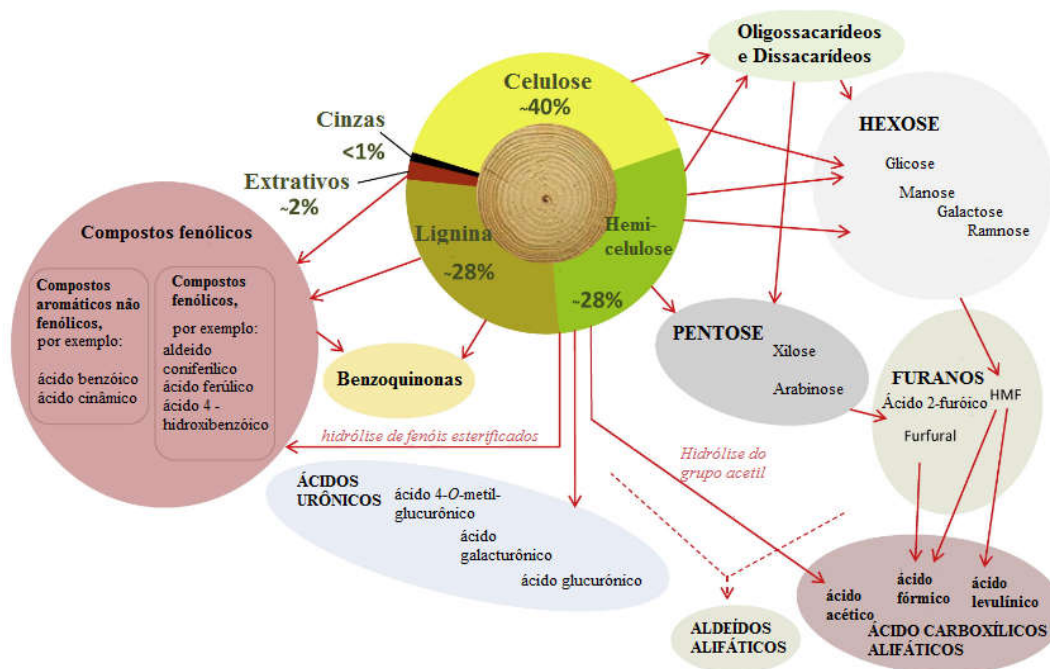 Oligossacarídeos
e Dissacarídeos
Celulose
~40%
Cinzas
<1%
Extrativos
~2%
Lignina
~28%
Hemi-
celulose
~28%
HEXOSE
Glicose
Manose
Galactose
Ramnose
Compostos fenólicos
Compostos
aromáticos não
fenólicos,
por exemplo:
ácido benzóico
ácido cinâmico
Compostos
fenólicos,
por exemplo:
aldeído
coniferílico
ácido ferúlico
ácido 4 -
hidroxibenzóico
Benzoquinonas
PENTOSE
Xilose
Arabinose
FURANOS
Ácido 2-furóico
HMF
Furfural
hidrólise de fenóis esterificados
Hidrólise do
grupo acetil
ÁCIDOS
URÔNICOS
ácido 4-O-metil-
glucurônico
ácido
galacturônico
ácido glucurónico
ALDEÍDOS
ALIFÁTICOS
ácido
acético
ácido
fórmico
ácido
levulínico
ÁCIDO CARBOXÍLICOS
ALIFÁTICOS